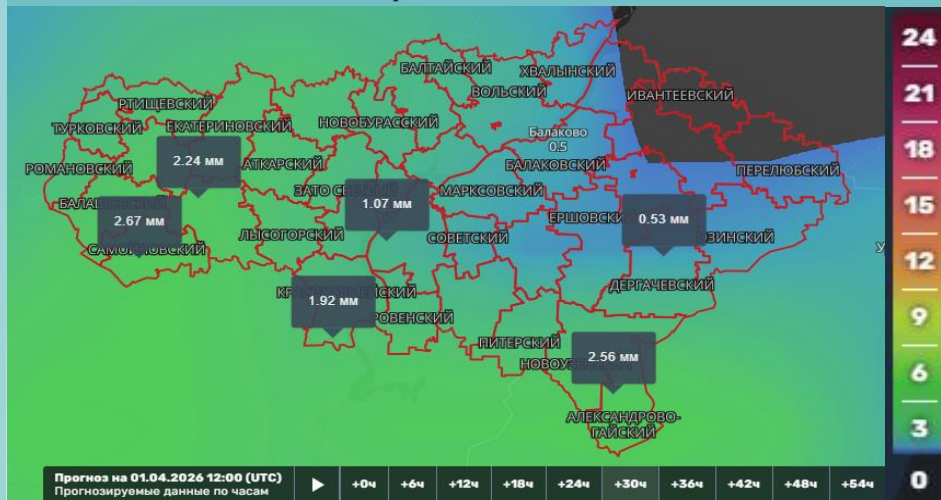 24
21
18
15
12
9
6
3
0
БАЛТАЙСКИЙ
ХВАЛЫНСКИЙ
ВОЛЬСКИЙ
ИВАНТЕЕВСКИЙ
РТИЩЕВСКИЙ
ТУРКОВСКИЙ
ЕКАТЕРИНОВСКИЙ
НОВОБУРАССКИЙ
Балаково
0.5
2.24 мм
РОМАНОВСКИЙ
АТКАРСКИЙ
БАЛАКОВСКИЙ
ПЕРЕЛЮБСКИЙ
ЗАТО
МАРКСОВСКИЙ
1.07 мм
2.67 мм
ЕРШОВСКИ
0.53 мм
ЗИНСКИЙ
ЛЫСОГОРСКИЙ
СОВЕТСКИЙ
ДЕРГАЧЕВСКИЙ
1.92 мм
РОВЕНСКИЙ
ПИТЕРСКИЙ
2.56 мм
АЛЕКСАНДРОВО-
ГАЙСКИЙ
Прогноз на 01.04.2026 12:00 (UTC)
Прогнозируемые данные по часам
+0ч +6ч +12ч +18ч +24ч +30ч +36ч +42ч +48ч +54ч